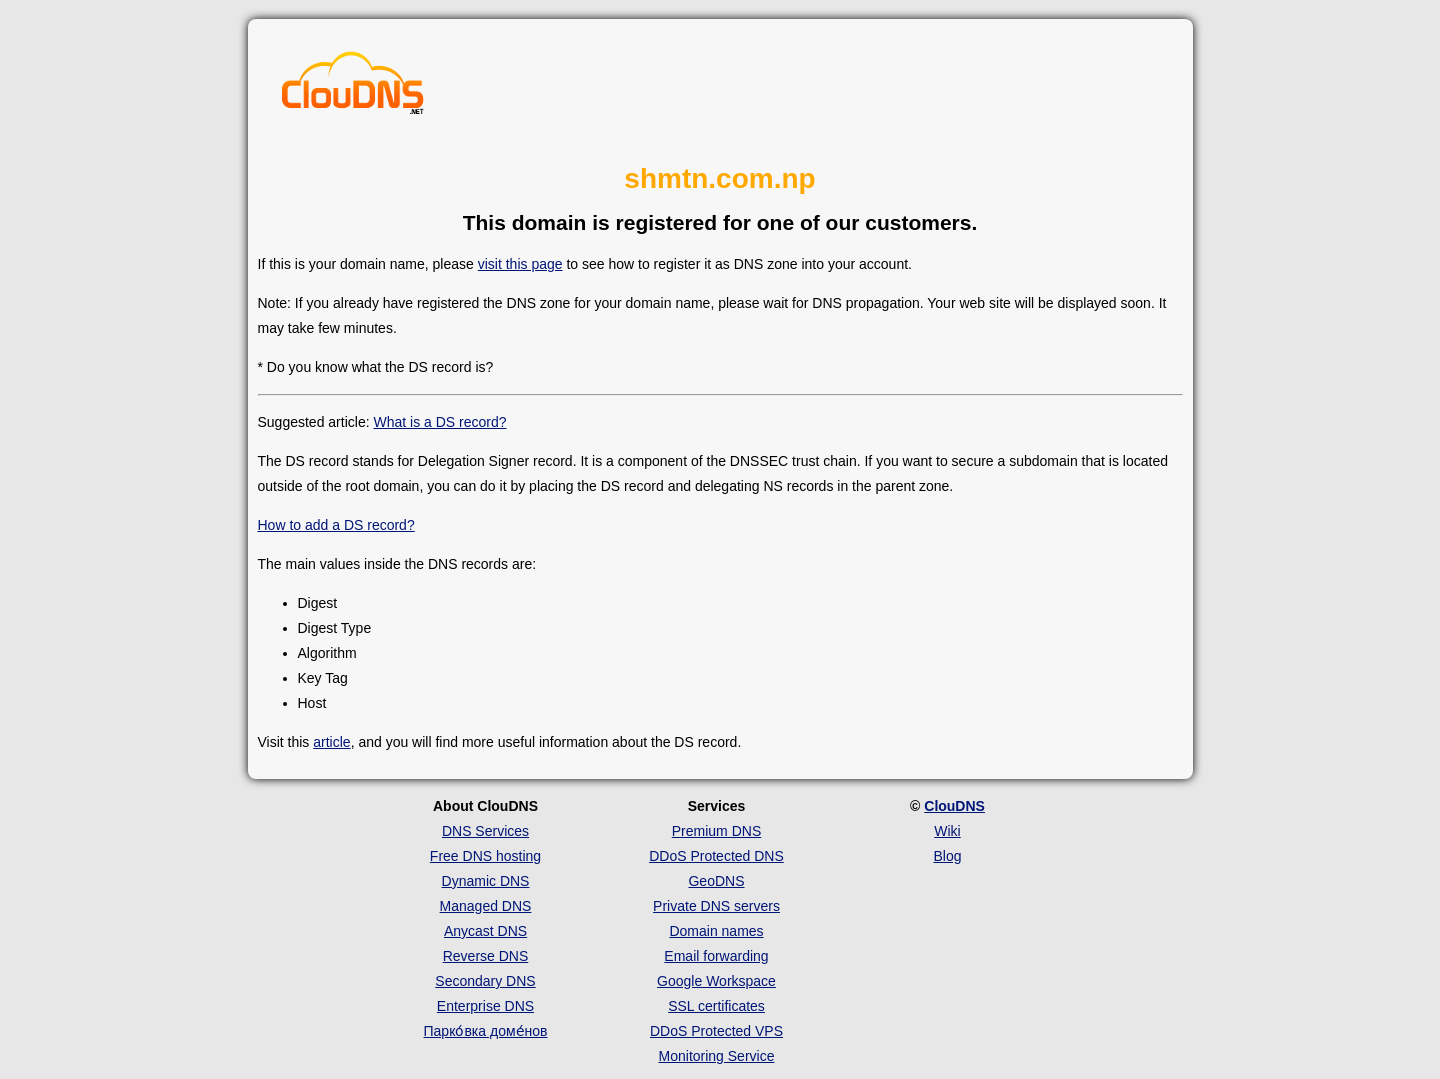 ClouDNS
.NET
shmtn.com.np
This domain is registered for one of our customers.
If this is your domain name, please visit this page to see how to register it as DNS zone into your account.
Note: If you already have registered the DNS zone for your domain name, please wait for DNS propagation. Your web site will be displayed soon. It
may take few minutes.
* Do you know what the DS record is?
Suggested article: What is a DS record?
The DS record stands for Delegation Signer record. It is a component of the DNSSEC trust chain. If you want to secure a subdomain that is located
outside of the root domain, you can do it by placing the DS record and delegating NS records in the parent zone.
How to add a DS record?
The main values inside the DNS records are:
• Digest
• Digest Type
• Algorithm
• Key Tag
• Host
Visit this article, and you will find more useful information about the DS record.
About ClouDNS
DNS Services
Free DNS hosting
Dynamic DNS
Managed DNS
Anycast DNS
Reverse DNS
Secondary DNS
Enterprise DNS
Парко́вка доме́нов
Services
Premium DNS
DDoS Protected DNS
GeoDNS
Private DNS servers
Domain names
Email forwarding
Google Workspace
SSL certificates
DDoS Protected VPS
Monitoring Service
© ClouDNS
Wiki
Blog